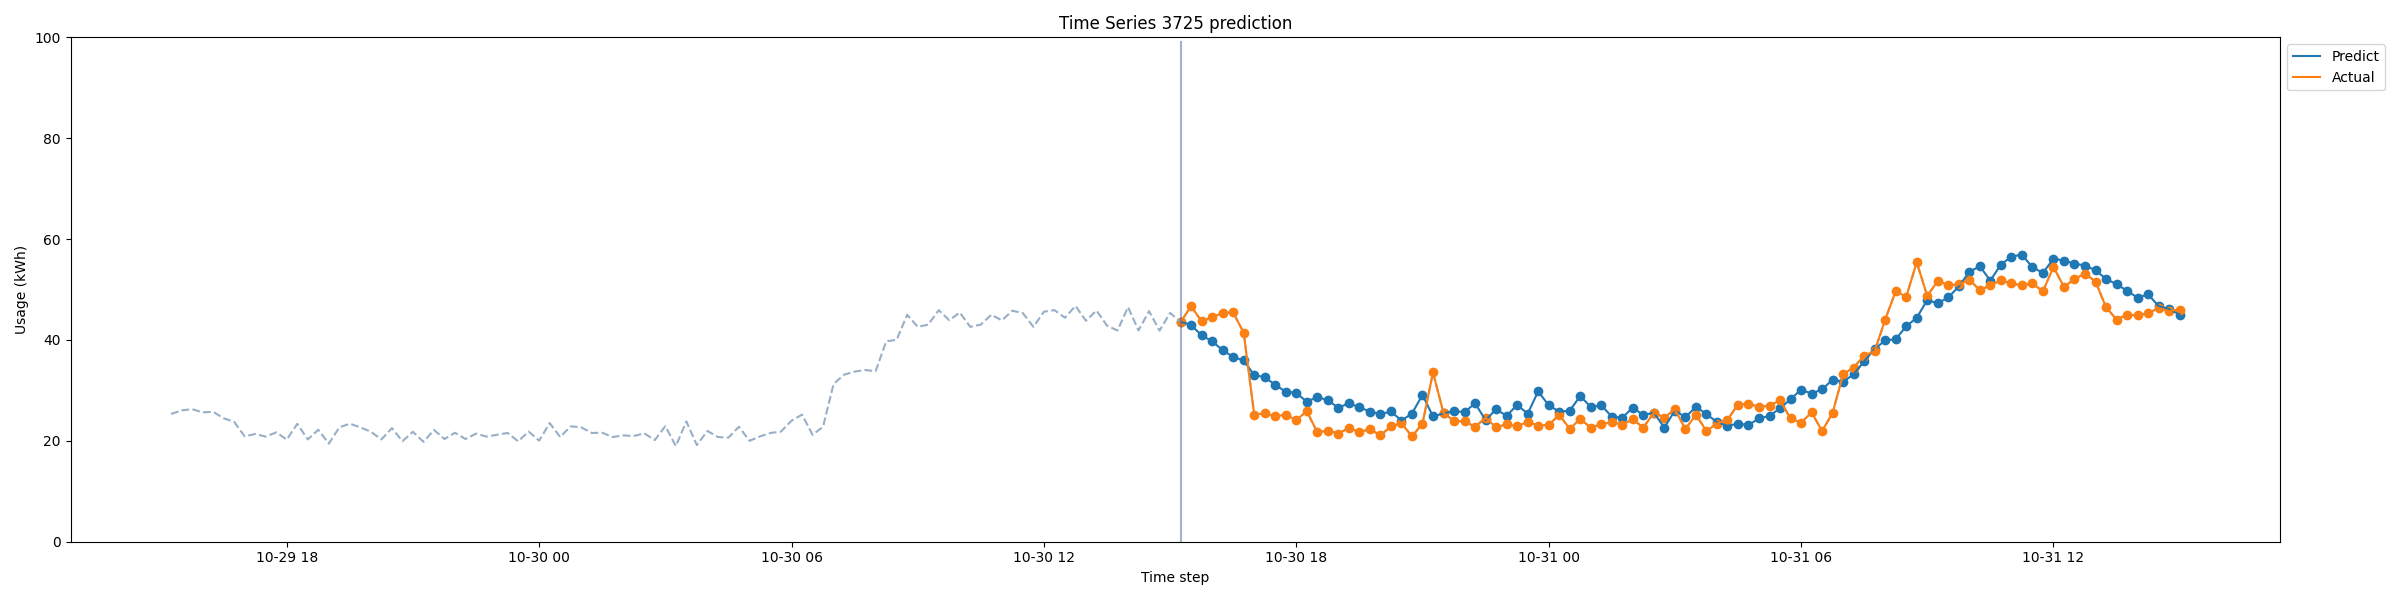 Time Series 3725 prediction
100
80
60
40
20
0
Usage (kWh)
10-29 18
10-30 00
10-30 06
10-30 12
10-30 18
10-31 00
10-31 06
10-31 12
Time step
Predict
Actual